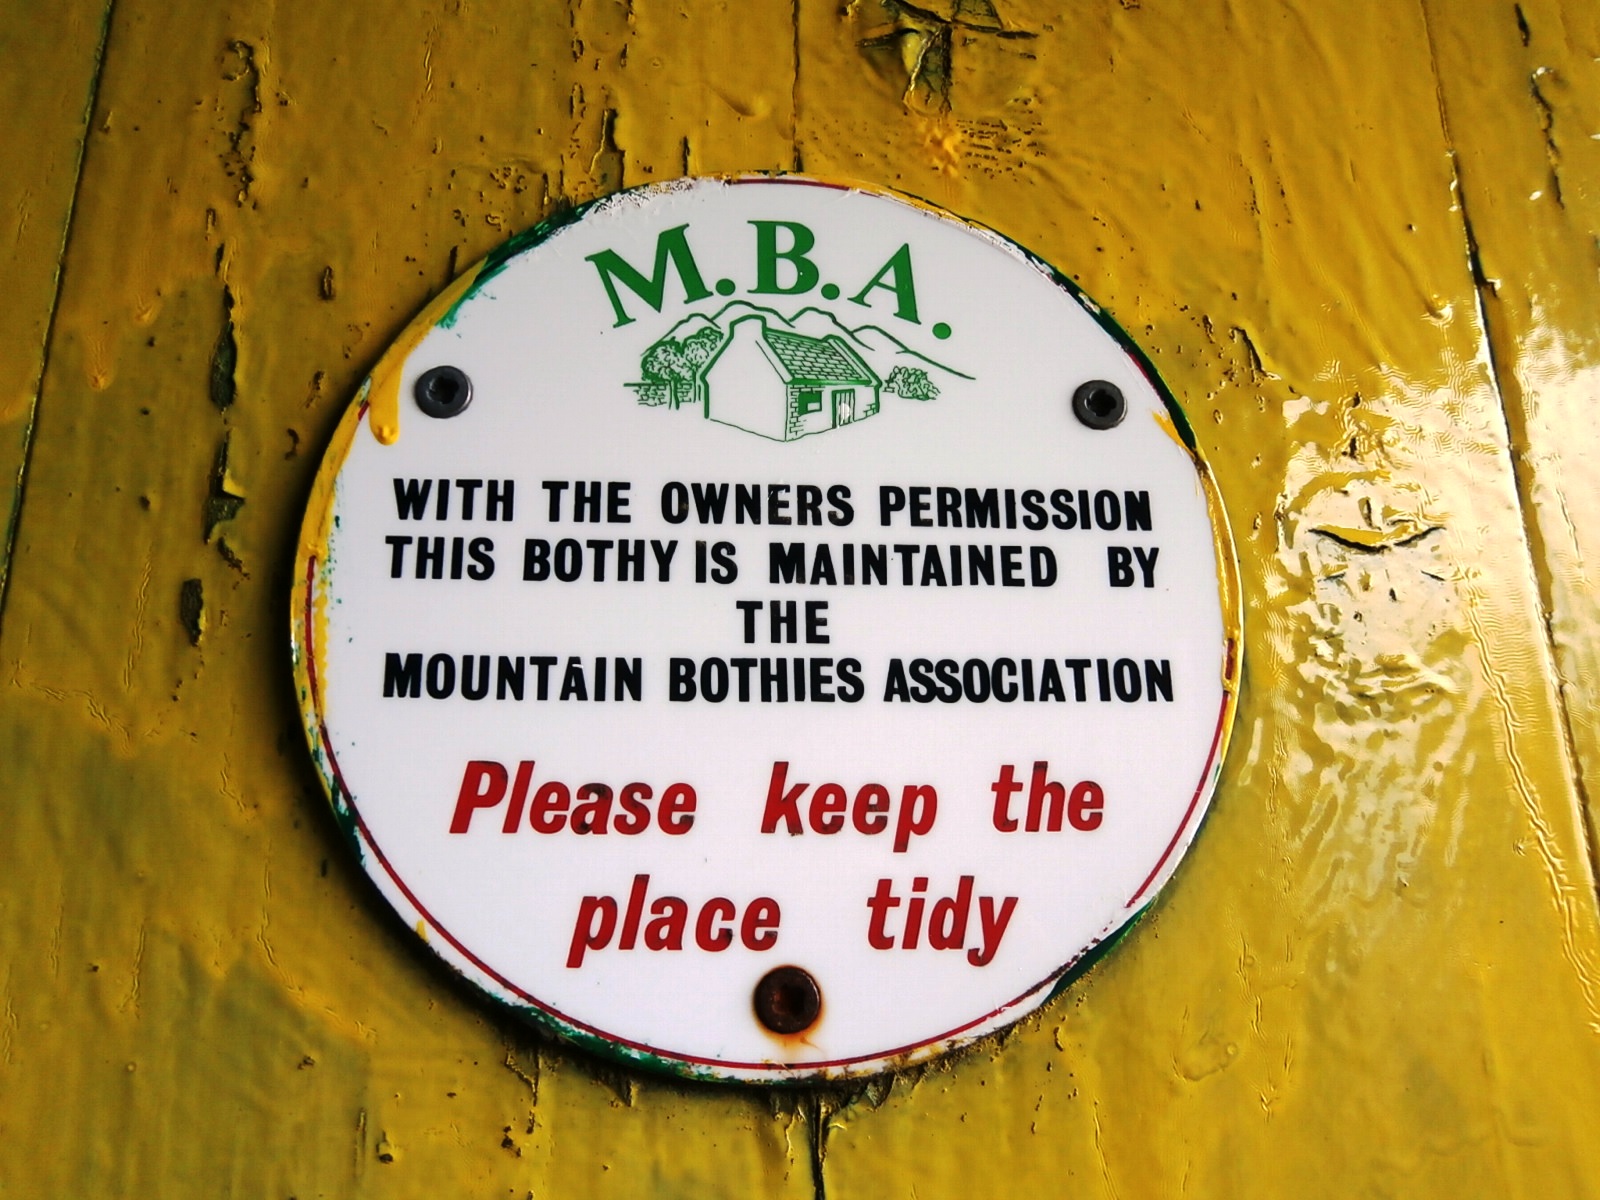 M.B.A.
WITH THE OWNERS PERMISSION
THIS BOTHY IS MAINTAINED BY
THE
MOUNTAIN BOTHIES ASSOCIATION
Please keep the
place tidy